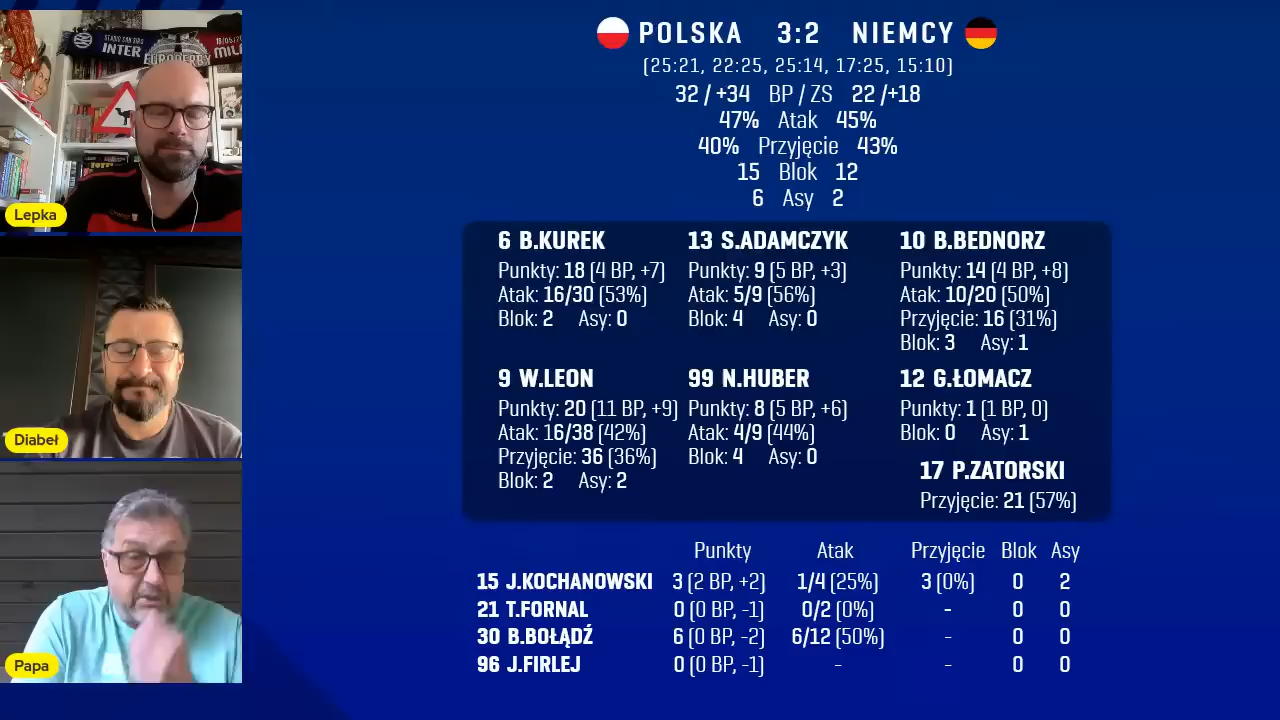 STADIO SAN SIRO
INTER
EURODERBY
MILA
Lepka
Diabeł
Papa
POLSKA 3:2 NIEMCY
(25:21, 22:25, 25:14, 17:25, 15:10)
32 / +34 BP / ZS 22 /+18
47% Atak 45%
40% Przyjęcie 43%
15 Blok 12
6 Asy 2
6 B.KUREK
Punkty: 18 (4 BP, +7)
Atak: 16/30 (53%)
Blok: 2 Asy: 0
13 S.ADAMCZYK
Punkty: 9 (5 BP, +3)
Atak: 5/9 (56%)
Blok: 4 Asy: 0
10 B.BEDNORZ
Punkty: 14 (4 BP, +8)
Atak: 10/20 (50%)
Przyjęcie: 16 (31%)
Blok: 3 Asy: 1
9 W.LEON
Punkty: 20 (11 BP, +9)
Atak: 16/38 (42%)
Przyjęcie: 36 (36%)
Blok: 2 Asy: 2
99 N.HUBER
Punkty: 8 (5 BP, +6)
Atak: 4/9 (44%)
Blok: 4 Asy: 0
12 G.ŁOMACZ
Punkty: 1 (1 BP, 0)
Blok: 0 Asy: 1
17 P.ZATORSKI
Przyjęcie: 21 (57%)
Punkty Atak Przyjęcie Blok Asy
15 J.KOCHANOWSKI 3 (2 BP, +2) 1/4 (25%) 3 (0%) 0 2
21 T.FORNAL 0 (0 BP, -1) 0/2 (0%) - 0 0
30 B.BOŁĄDŹ 6 (0 BP, -2) 6/12 (50%) - 0 0
96 J.FIRLEJ 0 (0 BP, -1) - - 0 0